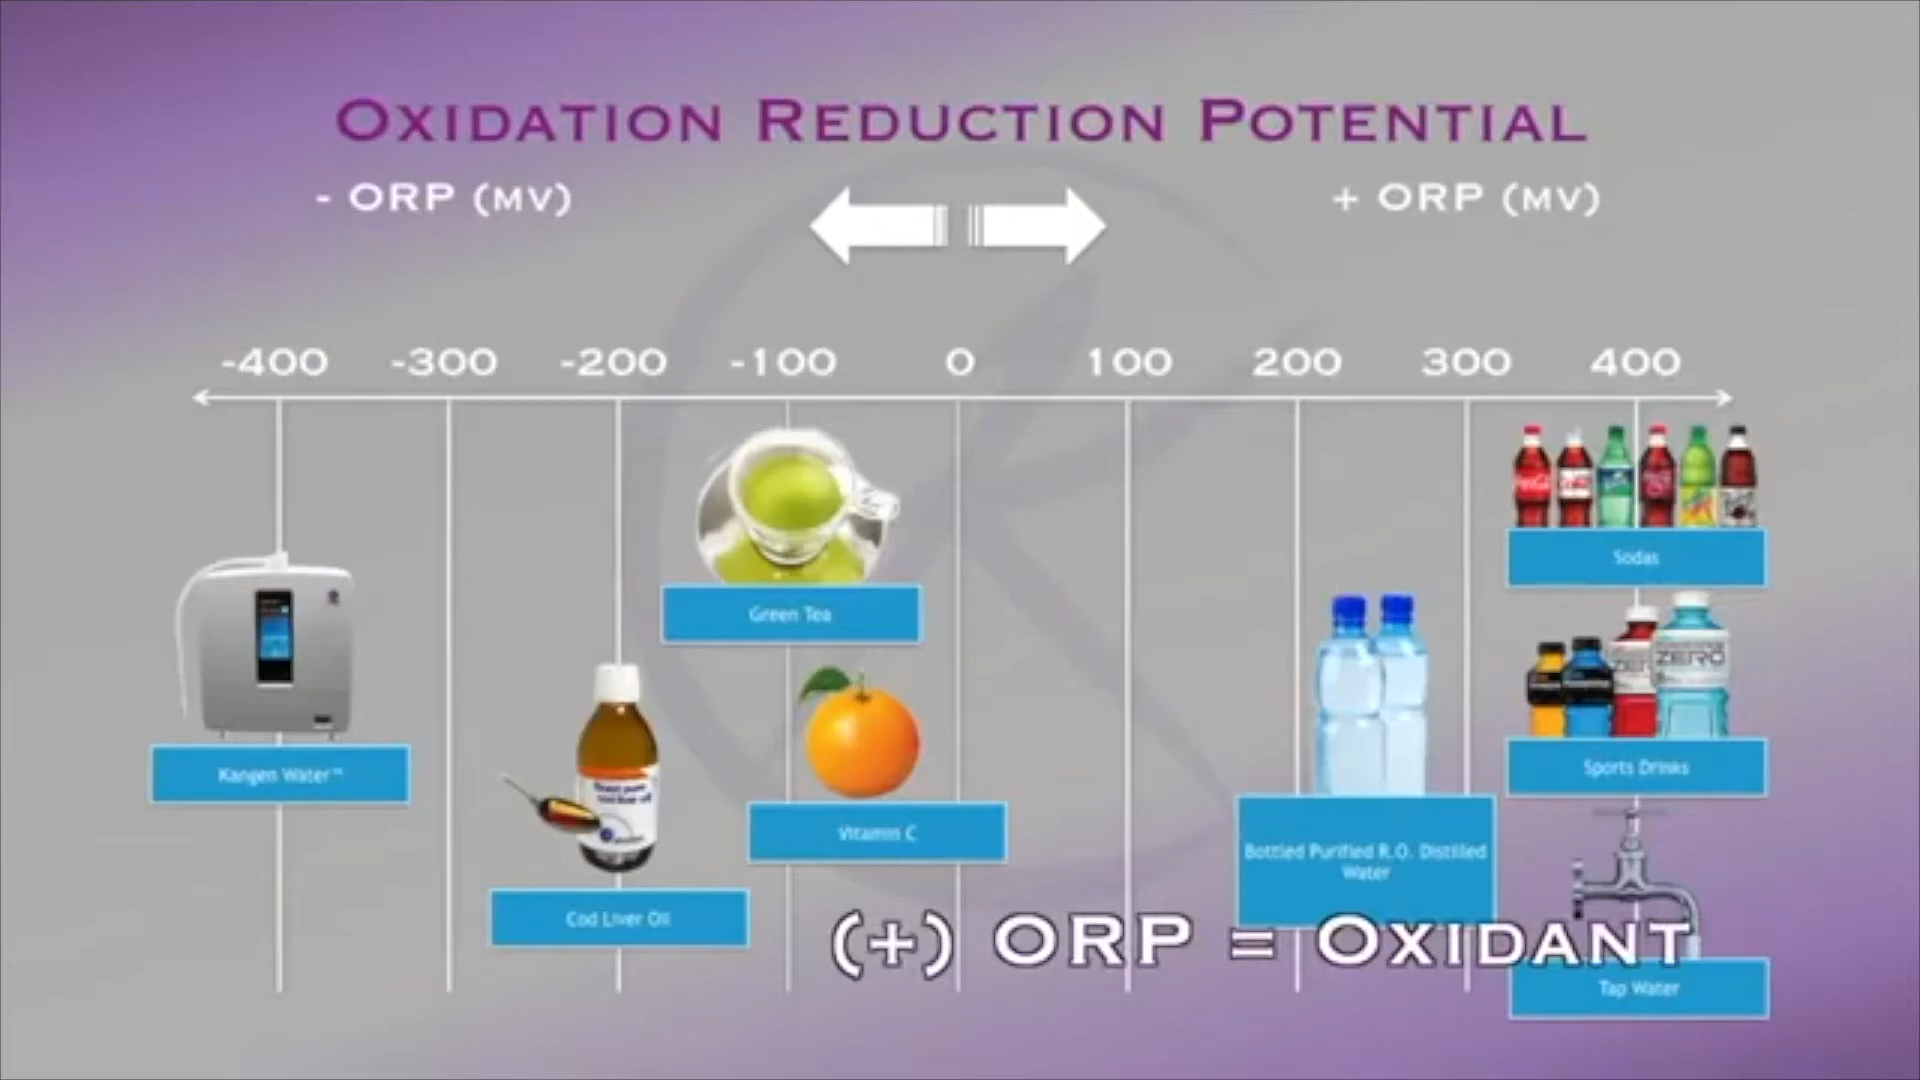 OXIDATION REDUCTION POTENTIAL
- ORP (MV)
+ ORP (MV)
-400 -300 -200 -100 0 100 200 300 400
Sodas
Green Tea
ZERO
Sports Drinks
Kangen Water™
Vitamin C
Bottled Purified R.O. Distilled
Water
Cod Liver Oil
(+) ORP = OXIDANT
Tap Water